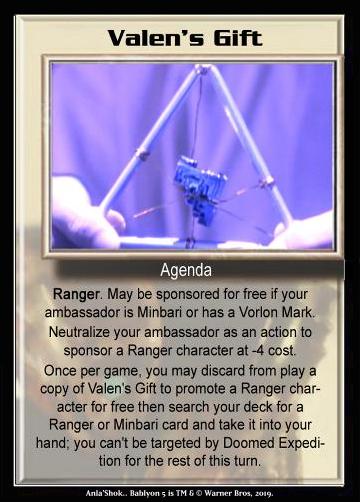 Valen's Gift
Agenda
Ranger. May be sponsored for free if your
ambassador is Minbari or has a Vorlon Mark.
Neutralize your ambassador as an action to
sponsor a Ranger character at -4 cost.
Once per game, you may discard from play a
copy of Valen's Gift to promote a Ranger char-
acter for free then search your deck for a
Ranger or Minbari card and take it into your
hand; you can't be targeted by Doomed Expedi-
tion for the rest of this turn.
Anla'Shok.. Bablyon 5 is TM & © Warner Bros, 2019.